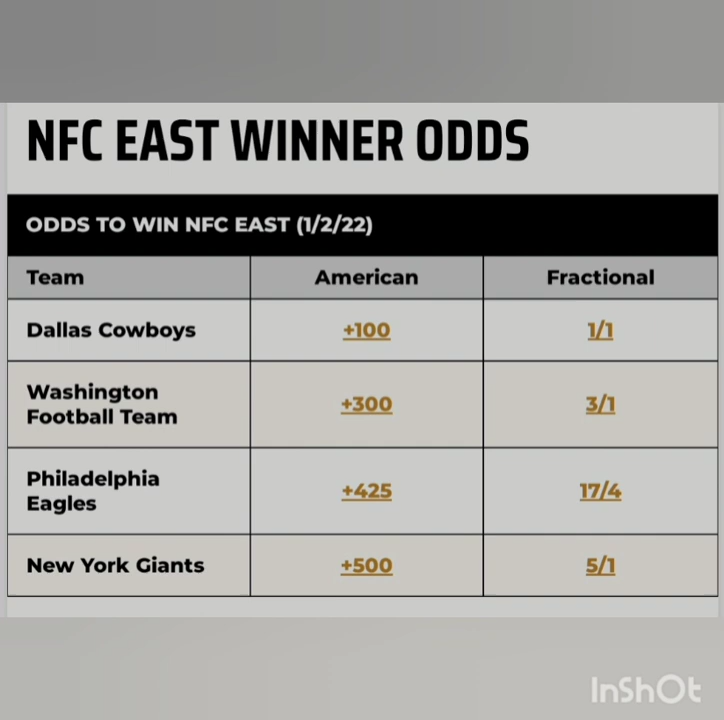 NFC EAST WINNER ODDS
ODDS TO WIN NFC EAST (1/2/22)
Team American Fractional
Dallas Cowboys +100 1/1
Washington
Football Team +300 3/1
Philadelphia
Eagles +425 17/4
New York Giants +500 5/1
InShOt